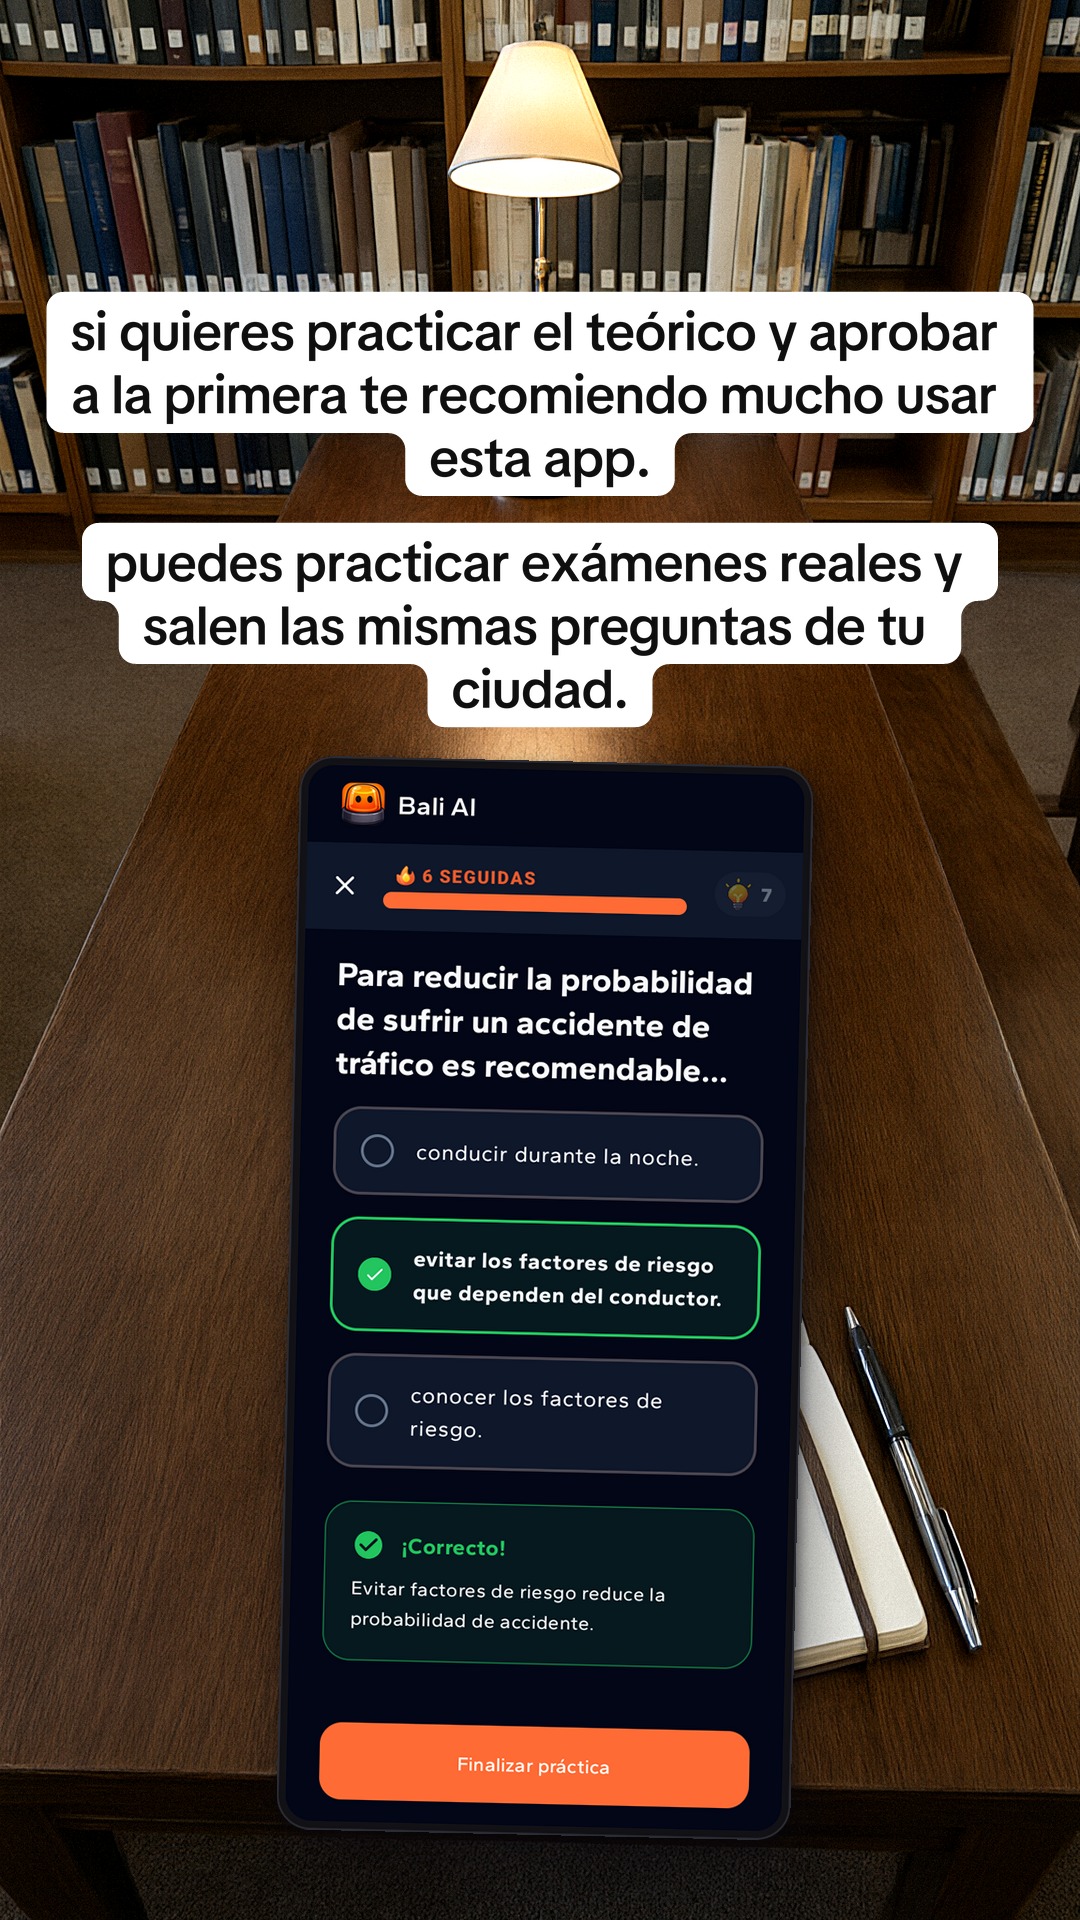 si quieres practicar el teórico y aprobar
a la primera te recomiendo mucho usar
esta app.
puedes practicar exámenes reales y
salen las mismas preguntas de tu
ciudad.
Bali AI
6 SEGUIDAS
7
Para reducir la probabilidad
de sufrir un accidente de
tráfico es recomendable...
conducir durante la noche.
evitar los factores de riesgo
que dependen del conductor.
conocer los factores de
riesgo.
¡Correcto!
Evitar factores de riesgo reduce la
probabilidad de accidente.
Finalizar práctica